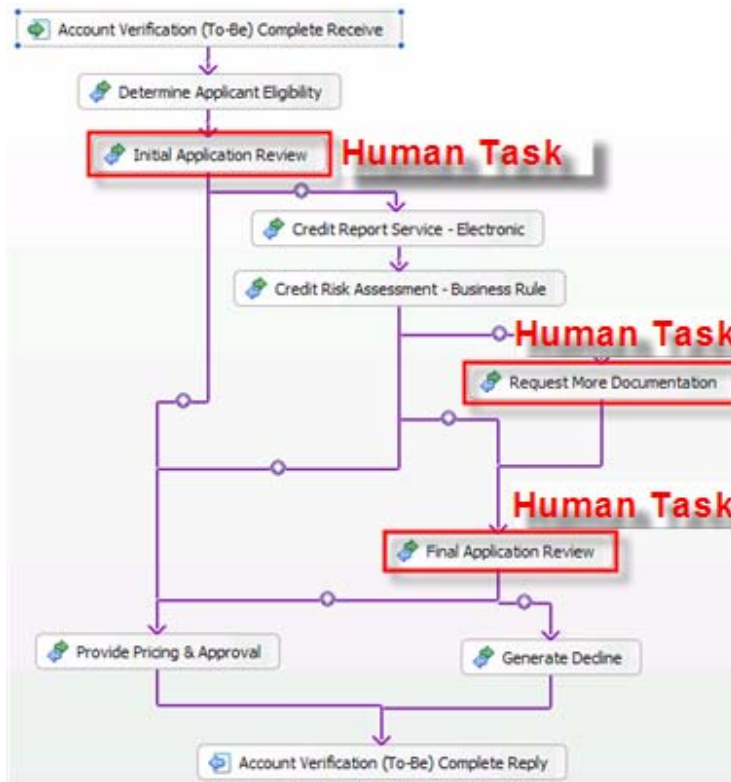 Account Verification (To-Be) Complete Receive
Determine Applicant Eligibility
Initial Application Review
Human Task
Credit Report Service - Electronic
Credit Risk Assessment - Business Rule
Human Task
Request More Documentation
Human Task
Final Application Review
Provide Pricing & Approval
Generate Decline
Account Verification (To-Be) Complete Reply